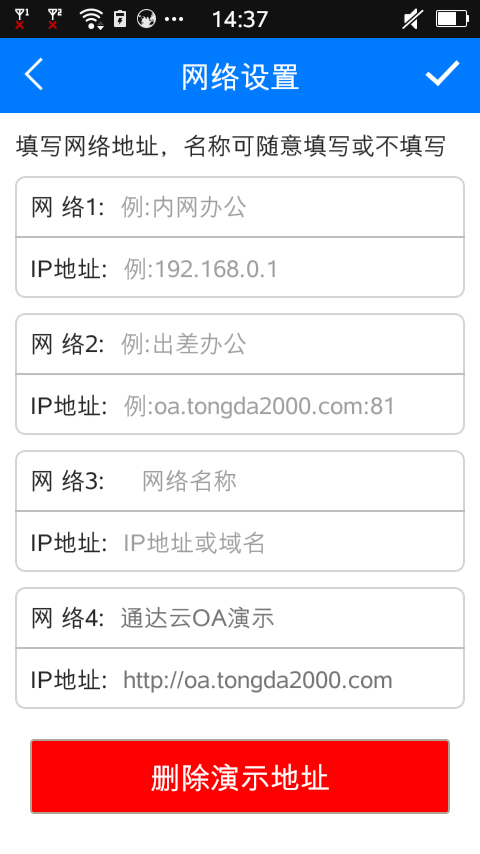 14:37
网络设置
填写网络地址，名称可随意填写或不填写
网 络1: 例:内网办公
IP地址: 例:192.168.0.1
网 络2: 例:出差办公
IP地址: 例:oa.tongda2000.com:81
网 络3: 网络名称
IP地址: IP地址或域名
网 络4: 通达云OA演示
IP地址: http://oa.tongda2000.com
删除演示地址